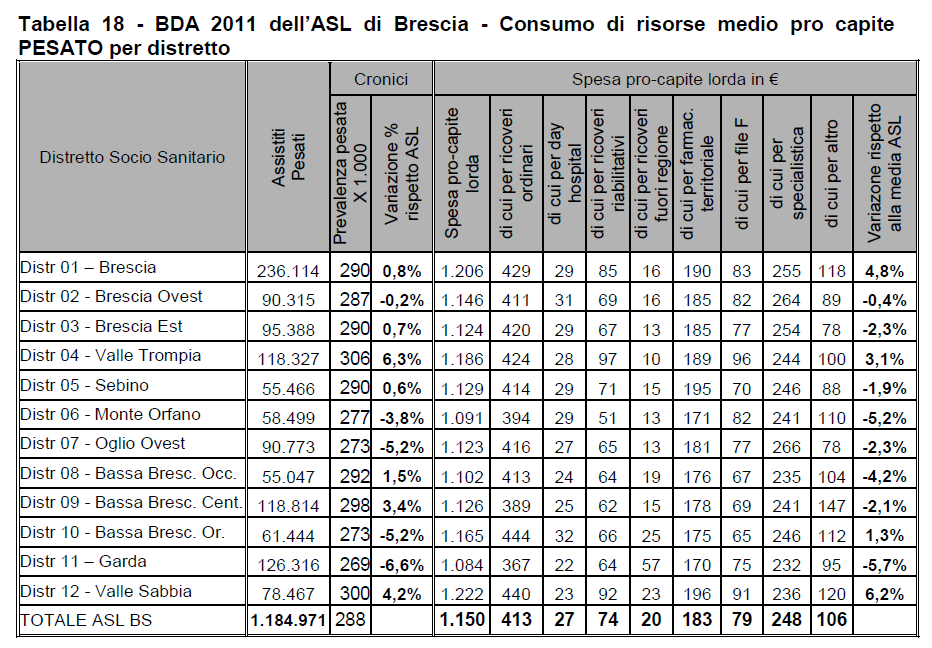 Tabella 18 - BDA 2011 dell'ASL di Brescia - Consumo di risorse medio pro capite
PESATO per distretto
Distretto Socio Sanitario
Assistiti
Pesati
Cronici
Prevalenza pesata
X 1.000
Variazione %
rispetto ASL
Spesa pro-capite lorda in €
Spesa pro-capite
lorda
di cui per ricoveri
ordinari
di cui per day
hospital
di cui per ricoveri
riabilitativi
di cui per ricoveri
fuori regione
di cui per farmac.
territoriale
di cui per file F
di cui per
specialistica
di cui per altro
Variazone rispetto
alla media ASL
Distr 01 – Brescia 236.114 290 0,8% 1.206 429 29 85 16 190 83 255 118 4,8%
Distr 02 - Brescia Ovest 90.315 287 -0,2% 1.146 411 31 69 16 185 82 264 89 -0,4%
Distr 03 - Brescia Est 95.388 290 0,7% 1.124 420 29 67 13 185 77 254 78 -2,3%
Distr 04 - Valle Trompia 118.327 306 6,3% 1.186 424 28 97 10 189 96 244 100 3,1%
Distr 05 - Sebino 55.466 290 0,6% 1.129 414 29 71 15 195 70 246 88 -1,9%
Distr 06 - Monte Orfano 58.499 277 -3,8% 1.091 394 29 51 13 171 82 241 110 -5,2%
Distr 07 - Oglio Ovest 90.773 273 -5,2% 1.123 416 27 65 13 181 77 266 78 -2,3%
Distr 08 - Bassa Bresc. Occ. 55.047 292 1,5% 1.102 413 24 64 19 176 67 235 104 -4,2%
Distr 09 - Bassa Bresc. Cent. 118.814 298 3,4% 1.126 389 25 62 15 178 69 241 147 -2,1%
Distr 10 - Bassa Bresc. Or. 61.444 273 -5,2% 1.165 444 32 66 25 175 65 246 112 1,3%
Distr 11 – Garda 126.316 269 -6,6% 1.084 367 22 64 57 170 75 232 95 -5,7%
Distr 12 - Valle Sabbia 78.467 300 4,2% 1.222 440 23 92 23 196 91 236 120 6,2%
TOTALE ASL BS 1.184.971 288 1.150 413 27 74 20 183 79 248 106